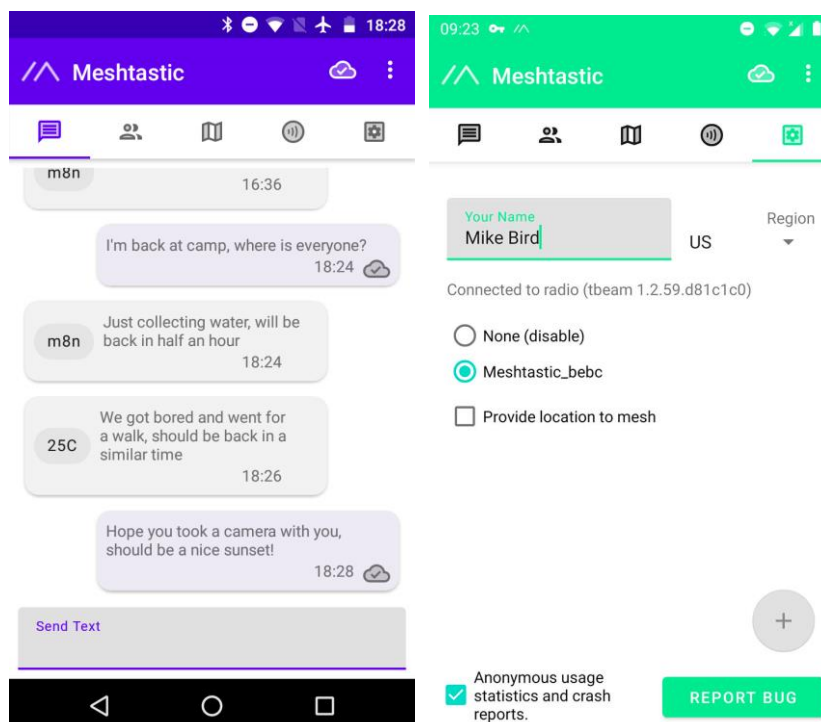 18:28
Meshtastic
m8n
16:36
I'm back at camp, where is everyone?
18:24
m8n
Just collecting water, will be
back in half an hour
18:24
25C
We got bored and went for
a walk, should be back in a
similar time
18:26
Hope you took a camera with you,
should be a nice sunset!
18:28
Send Text
09:23
Meshtastic
Your Name
Mike Bird
US
Region
Connected to radio (tbeam 1.2.59.d81c1c0)
None (disable)
Meshtastic_bebc
Provide location to mesh
Anonymous usage
statistics and crash
reports.
REPORT BUG